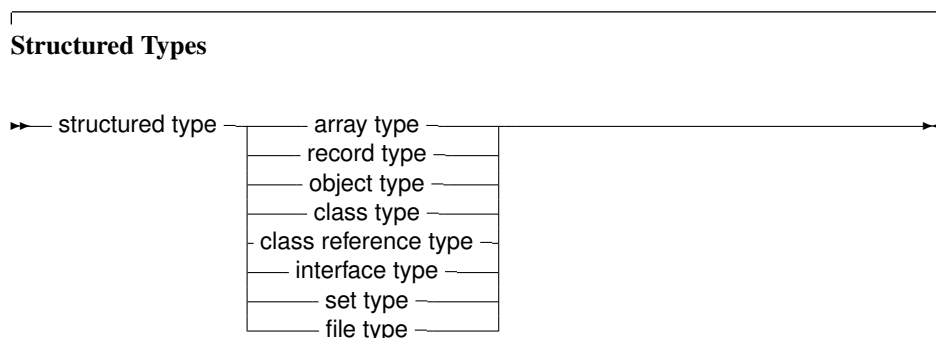 Structured Types
structured type array type
record type
object type
class type
class reference type
interface type
set type
file type